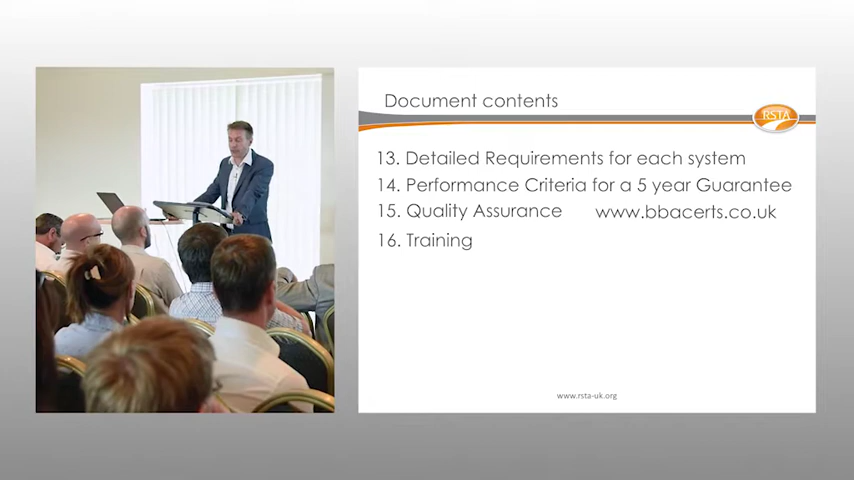 Document contents
RSTA
13. Detailed Requirements for each system
14. Performance Criteria for a 5 year Guarantee
15. Quality Assurance www.bbacerts.co.uk
16. Training
www.rsta-uk.org